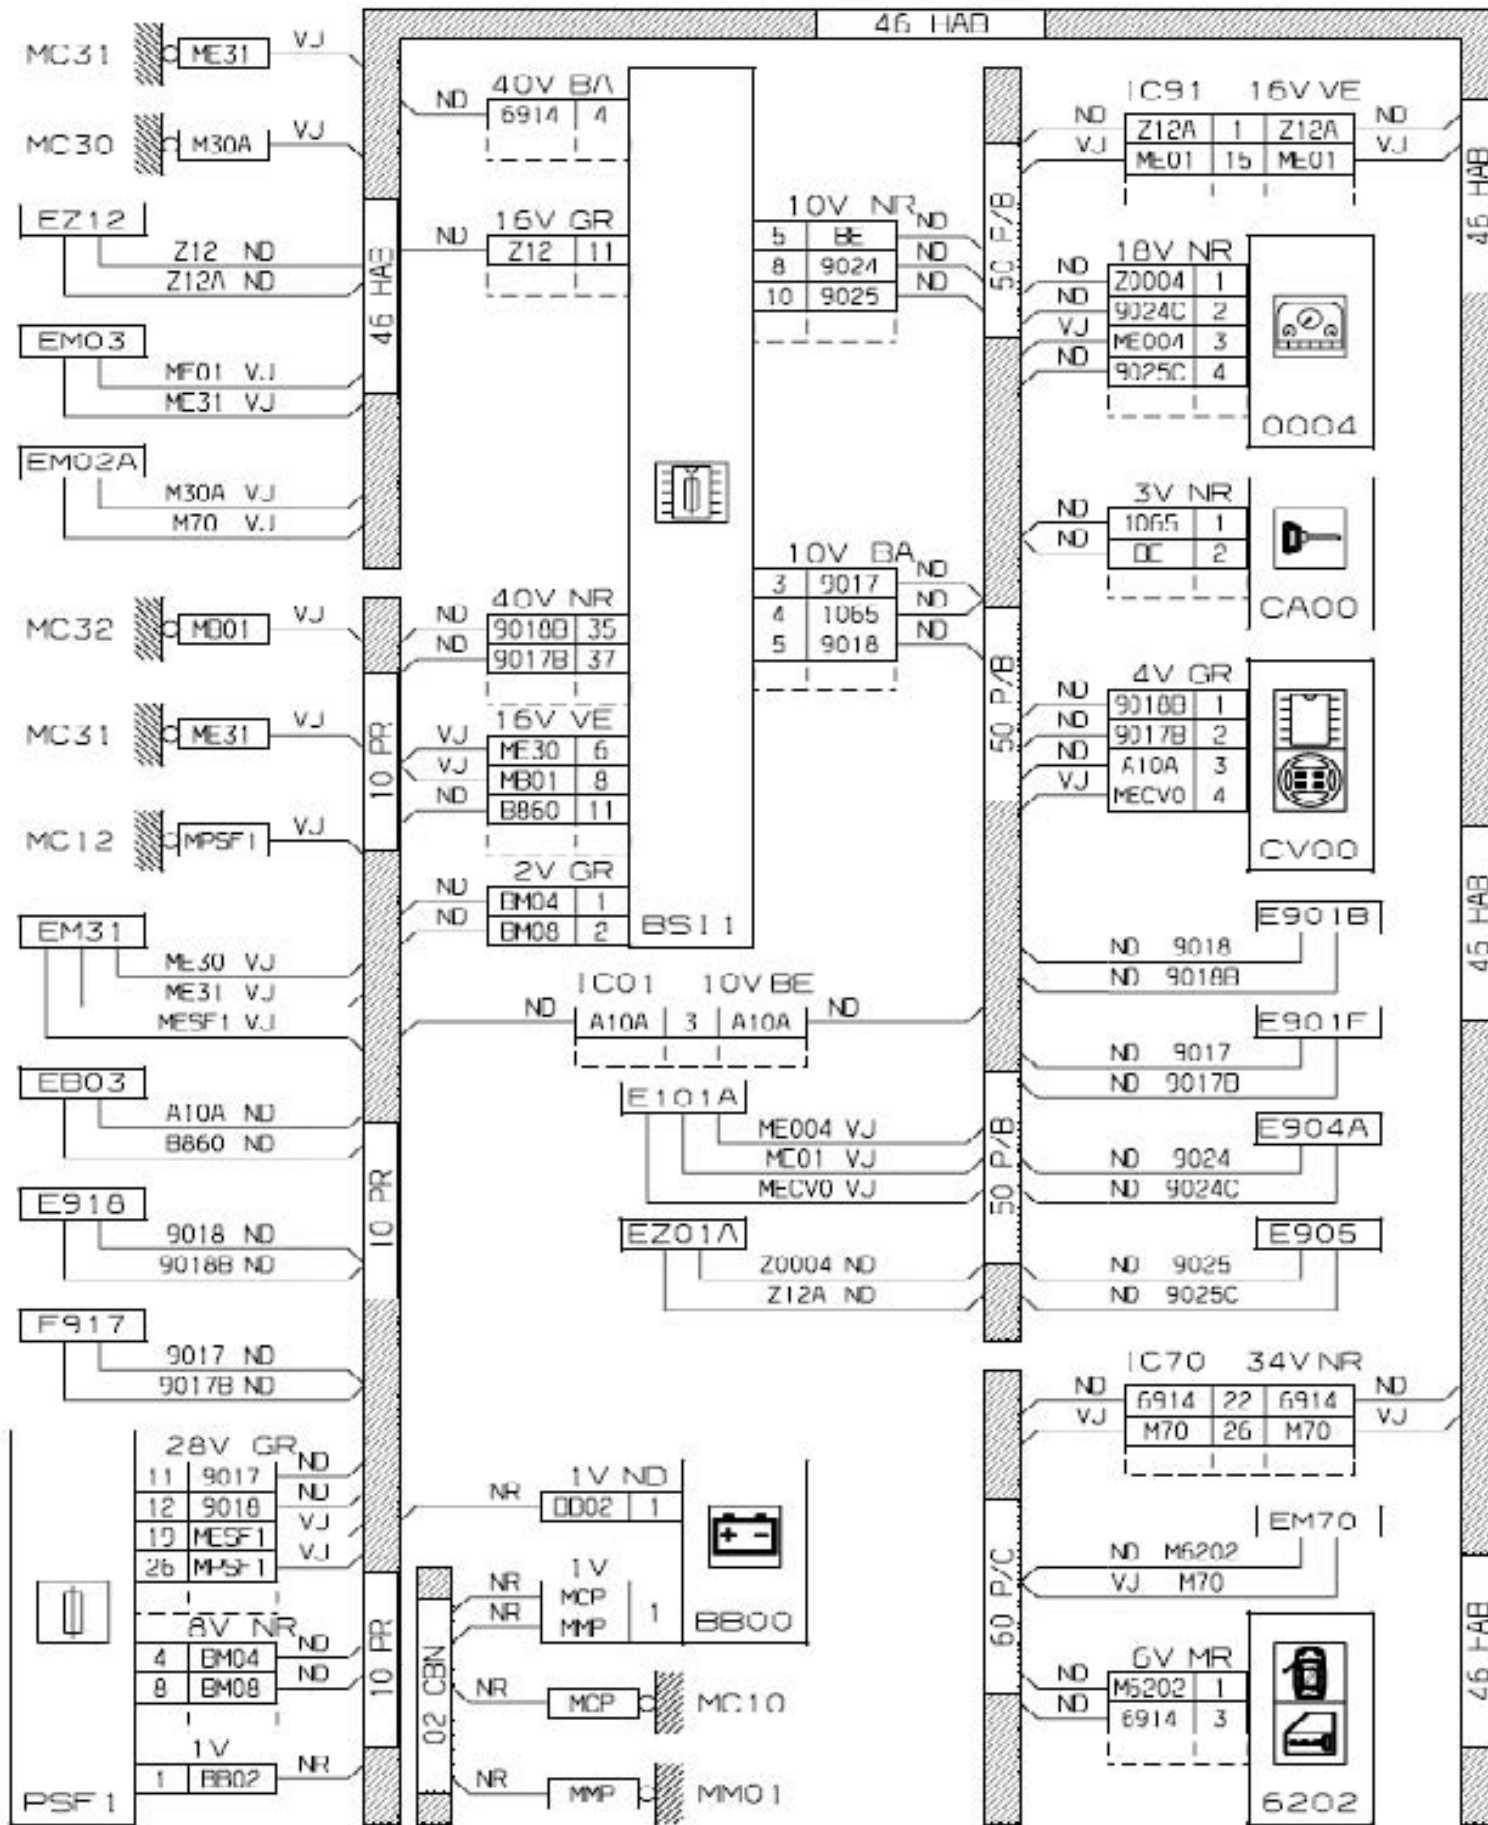 46 HAB
MC31 ME31 VJ
MC30 M30A VJ
EZ12
Z12 ND
Z12A ND
EM03
MF01 VJ
ME31 VJ
EM02A
M30A VJ
M70 VJ
46 HAB
MC32 MB01 VJ
MC31 ME31 VJ
MC12 MPSF1 VJ
10 PR
EM31
ME30 VJ
ME31 VJ
MESF1 VJ
EB03
A10A ND
B860 ND
E918
9018 ND
9018B ND
10 PR
F917
9017 ND
9017B ND
28V GR
11 9017 ND
12 9018 ND
19 MESF1 VJ
26 MPSF1 VJ
8V NR
4 BM04 ND
8 BM08 ND
1V
1 BB02 NR
PSF1
10 PR
40V BA
ND 6914 4
16V GR
ND Z12 11
40V NR
ND 9018B 35
ND 9017B 37
16V VE
VJ ME30 6
VJ MB01 8
ND B860 11
2V GR
ND BM04 1
ND BM08 2
BSI1
10V NR
5 BE ND
8 9024 ND
10 9025 ND
10V BA
3 9017 ND
4 1065 ND
5 9018 ND
IC01 10V BE
ND A10A 3 A10A ND
E101A
ME004 VJ
ME01 VJ
MECV0 VJ
EZ01A
Z0004 ND
Z12A ND
1V ND
NR BB02 1
1V
NR MCP
NR MMP 1
BB00
02 CBN
NR MCP MC10
NR MMP MM01
50 P/B
50 P/B
50 P/B
60 P/C
IC91 16V VE
ND Z12A 1 Z12A ND
VJ ME01 15 ME01 VJ
18V NR
ND Z0004 1
ND 9024C 2
VJ ME004 3
ND 9025C 4
0004
3V NR
ND 1065 1
ND BE 2
CA00
4V GR
ND 9018B 1
ND 9017B 2
ND A10A 3
VJ MECV0 4
CV00
E901B
ND 9018
ND 9018B
E901F
ND 9017
ND 9017B
E904A
ND 9024
ND 9024C
E905
ND 9025
ND 9025C
IC70 34V NR
ND 6914 22 6914 ND
VJ M70 26 M70 VJ
EM70
ND M6202
VJ M70
6V MR
ND M6202 1
ND 6914 3
6202
46 HAB
46 HAB
46 HAB